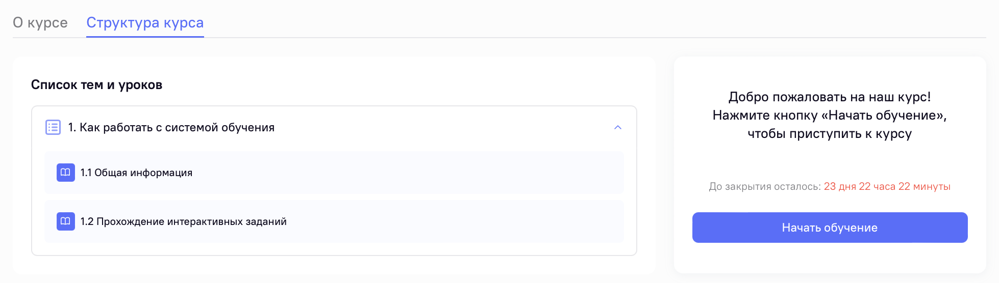 О курсе
Структура курса
Список тем и уроков
1. Как работать с системой обучения
1.1 Общая информация
1.2 Прохождение интерактивных заданий
Добро пожаловать на наш курс!
Нажмите кнопку «Начать обучение»,
чтобы приступить к курсу
До закрытия осталось: 23 дня 22 часа 22 минуты
Начать обучение